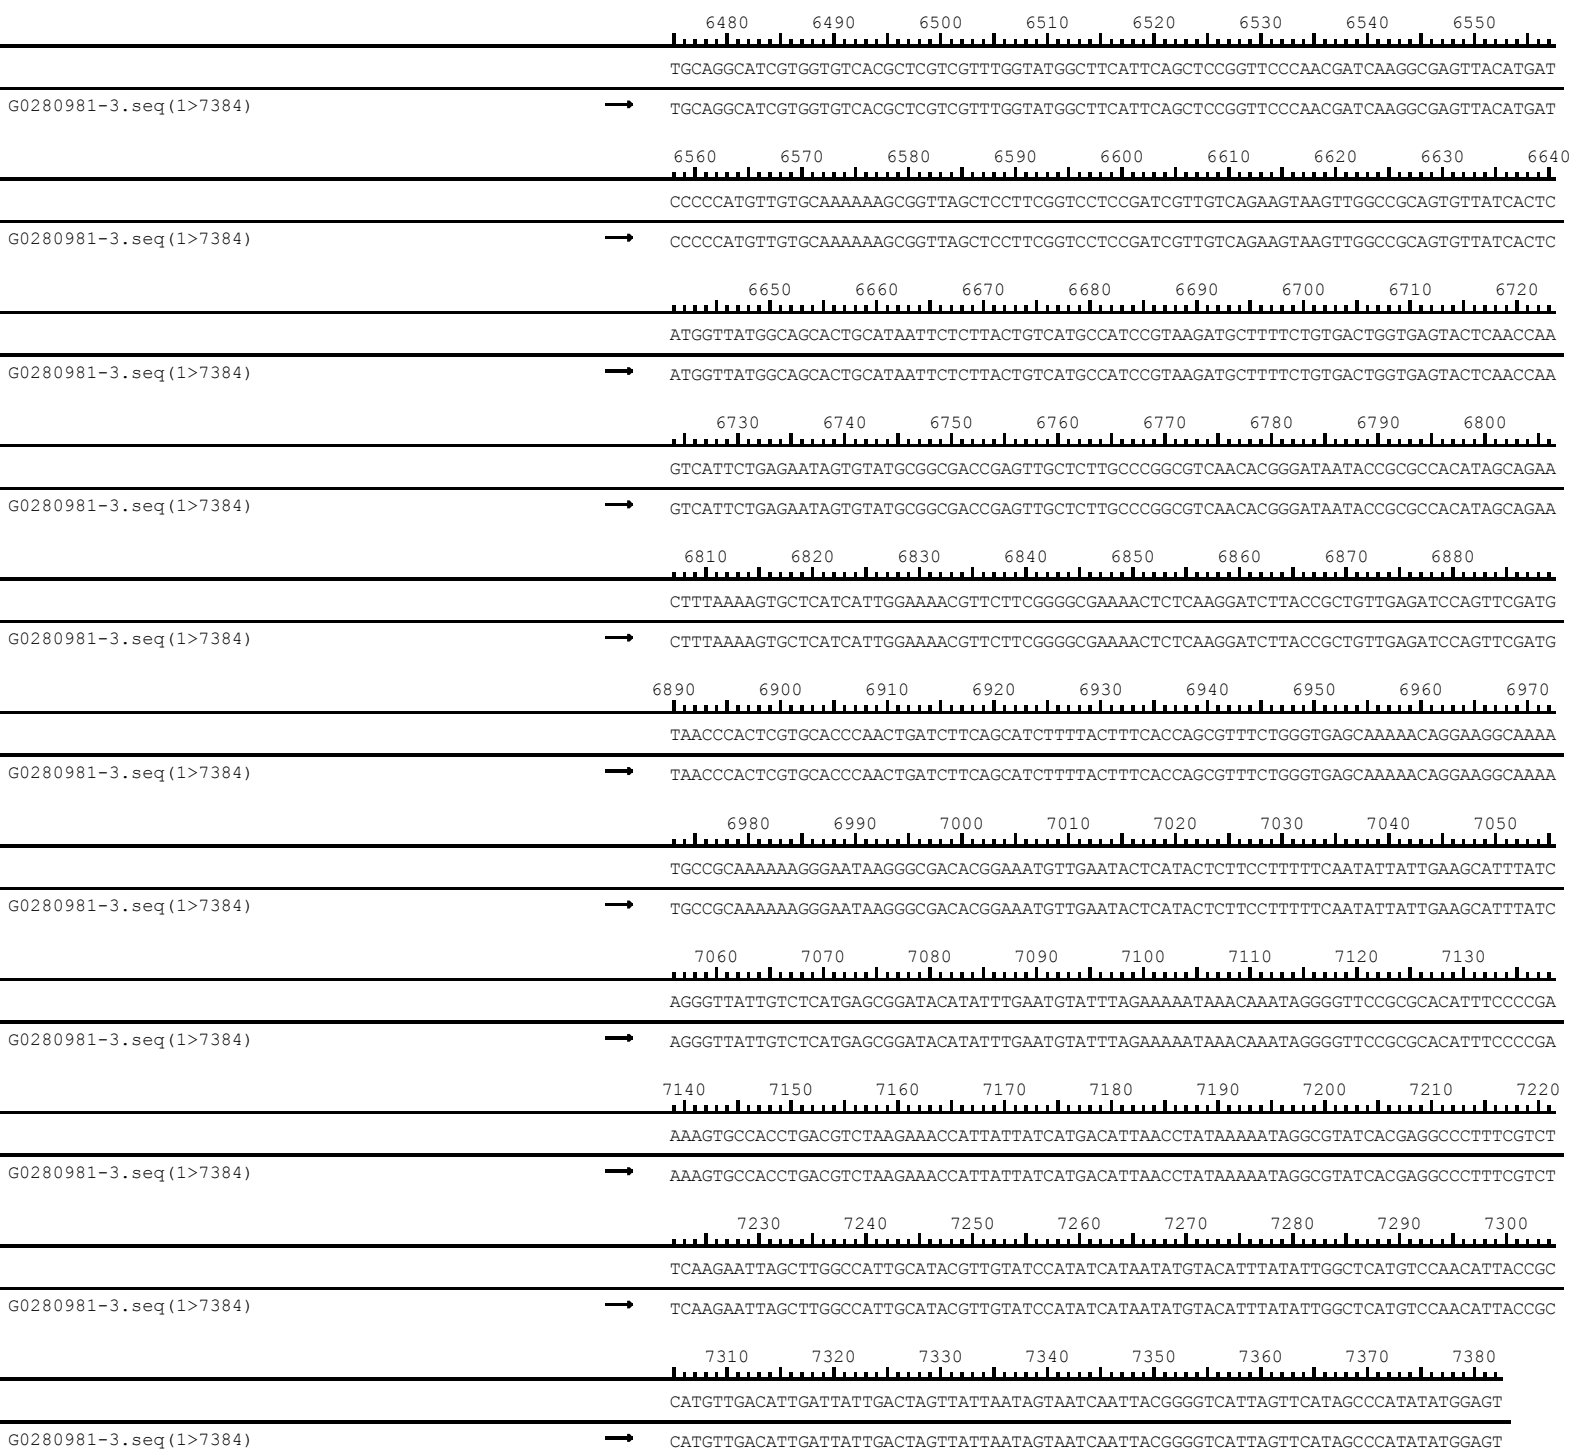 6480 6490 6500 6510 6520 6530 6540 6550
TGCAGGCATCGTGGTGTCACGCTCGTCGTTTGGTATGGCTTCATTCAGCTCCGGTTCCCAACGATCAAGGCGAGTTACATGAT
G0280981-3.seq(1>7384) → TGCAGGCATCGTGGTGTCACGCTCGTCGTTTGGTATGGCTTCATTCAGCTCCGGTTCCCAACGATCAAGGCGAGTTACATGAT
6560 6570 6580 6590 6600 6610 6620 6630 6640
CCCCCATGTTGTGCAAAAAAGCGGTTAGCTCCTTCGGTCCTCCGATCGTTGTCAGAAGTAAGTTGGCCGCAGTGTTATCACTC
G0280981-3.seq(1>7384) → CCCCCATGTTGTGCAAAAAAGCGGTTAGCTCCTTCGGTCCTCCGATCGTTGTCAGAAGTAAGTTGGCCGCAGTGTTATCACTC
6650 6660 6670 6680 6690 6700 6710 6720
ATGGTTATGGCAGCACTGCATAATTCTCTTACTGTCATGCCATCCGTAAGATGCTTTTCTGTGACTGGTGAGTACTCAACCAA
G0280981-3.seq(1>7384) → ATGGTTATGGCAGCACTGCATAATTCTCTTACTGTCATGCCATCCGTAAGATGCTTTTCTGTGACTGGTGAGTACTCAACCAA
6730 6740 6750 6760 6770 6780 6790 6800
GTCATTCTGAGAATAGTGTATGCGGCGACCGAGTTGCTCTTGCCCGGCGTCAACACGGGATAATACCGCGCCACATAGCAGAA
G0280981-3.seq(1>7384) → GTCATTCTGAGAATAGTGTATGCGGCGACCGAGTTGCTCTTGCCCGGCGTCAACACGGGATAATACCGCGCCACATAGCAGAA
6810 6820 6830 6840 6850 6860 6870 6880
CTTTAAAAGTGCTCATCATTGGAAAACGTTCTTCGGGGCGAAAACTCTCAAGGATCTTACCGCTGTTGAGATCCAGTTCGATG
G0280981-3.seq(1>7384) → CTTTAAAAGTGCTCATCATTGGAAAACGTTCTTCGGGGCGAAAACTCTCAAGGATCTTACCGCTGTTGAGATCCAGTTCGATG
6890 6900 6910 6920 6930 6940 6950 6960 6970
TAACCCACTCGTGCACCCAACTGATCTTCAGCATCTTTTACTTTCACCAGCGTTTCTGGGTGAGCAAAAACAGGAAGGCAAAA
G0280981-3.seq(1>7384) → TAACCCACTCGTGCACCCAACTGATCTTCAGCATCTTTTACTTTCACCAGCGTTTCTGGGTGAGCAAAAACAGGAAGGCAAAA
6980 6990 7000 7010 7020 7030 7040 7050
TGCCGCAAAAAAGGGAATAAGGGCGACACGGAAATGTTGAATACTCATACTCTTCCTTTTTCAATATTATTGAAGCATTTATC
G0280981-3.seq(1>7384) → TGCCGCAAAAAAGGGAATAAGGGCGACACGGAAATGTTGAATACTCATACTCTTCCTTTTTCAATATTATTGAAGCATTTATC
7060 7070 7080 7090 7100 7110 7120 7130
AGGGTTATTGTCTCATGAGCGGATACATATTTGAATGTATTTAGAAAAATAAACAAATAGGGGTTCCGCGCACATTTCCCCGA
G0280981-3.seq(1>7384) → AGGGTTATTGTCTCATGAGCGGATACATATTTGAATGTATTTAGAAAAATAAACAAATAGGGGTTCCGCGCACATTTCCCCGA
7140 7150 7160 7170 7180 7190 7200 7210 7220
AAAGTGCCACCTGACGTCTAAGAAACCATTATTATCATGACATTAACCTATAAAAATAGGCGTATCACGAGGCCCTTTCGTCT
G0280981-3.seq(1>7384) → AAAGTGCCACCTGACGTCTAAGAAACCATTATTATCATGACATTAACCTATAAAAATAGGCGTATCACGAGGCCCTTTCGTCT
7230 7240 7250 7260 7270 7280 7290 7300
TCAAGAATTAGCTTGGCCATTGCATACGTTGTATCCATATCATAATATGTACATTTATATTGGCTCATGTCCAACATTACCGC
G0280981-3.seq(1>7384) → TCAAGAATTAGCTTGGCCATTGCATACGTTGTATCCATATCATAATATGTACATTTATATTGGCTCATGTCCAACATTACCGC
7310 7320 7330 7340 7350 7360 7370 7380
CATGTTGACATTGATTATTGACTAGTTATTAATAGTAATCAATTACGGGGTCATTAGTTCATAGCCCATATATGGAGT
G0280981-3.seq(1>7384) → CATGTTGACATTGATTATTGACTAGTTATTAATAGTAATCAATTACGGGGTCATTAGTTCATAGCCCATATATGGAGT